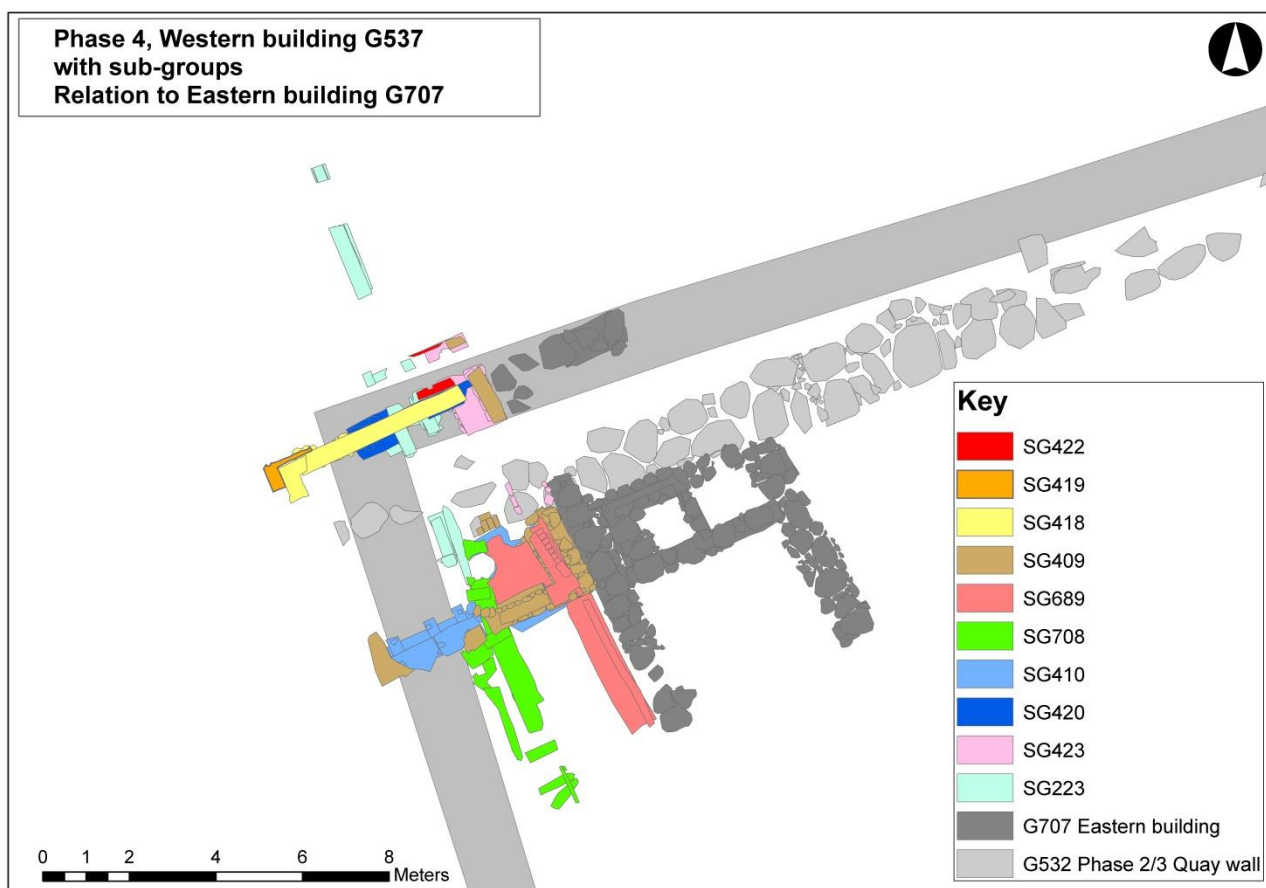 Phase 4, Western building G537
with sub-groups
Relation to Eastern building G707
Key
SG422
SG419
SG418
SG409
SG689
SG708
SG410
SG420
SG423
SG223
G707 Eastern building
G532 Phase 2/3 Quay wall
0 1 2 4 6 8
Meters